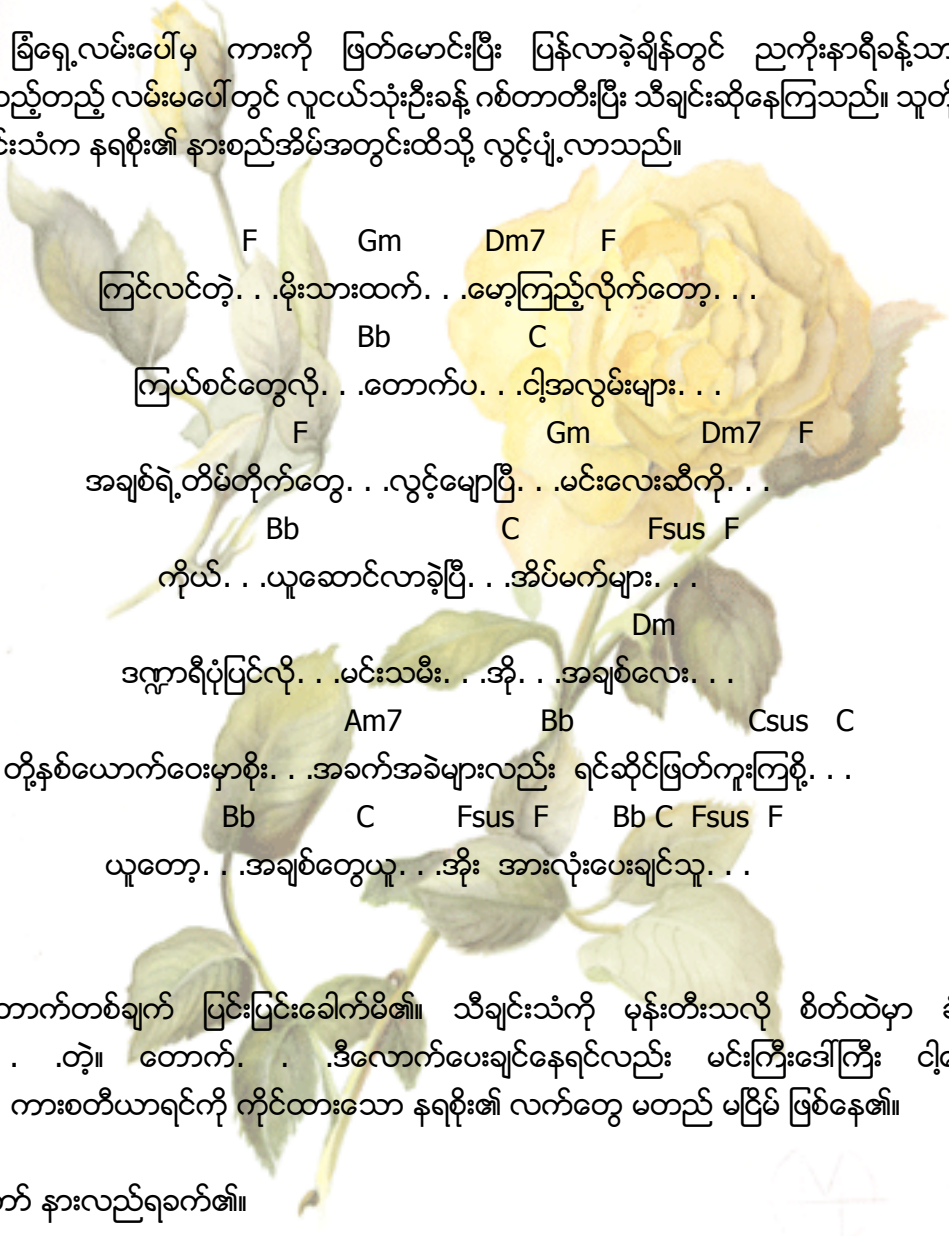 ခြံရှေ့လမ်းပေါ်မှ ကားကို ဖြတ်မောင်းပြီး ပြန်လာခဲ့ချိန်တွင် ညကိုးနာရီခန့်သာ
လမ်းမပေါ်တွင် လူငယ်သုံးဦးခန့် ဂစ်တာတီးပြီး သီချင်းဆိုနေကြသည်။
နရစိုး၏ နားစည်အိမ်အတွင်းထိသို့ လွင့်ပျံ့လာသည်။
F Gm Dm7 F
ကြင်လင်တဲ့. . .မိုးသားထက်. . .မော့ကြည့်လိုက်တော့. . .
Bb C
ကြယ်စင်တွေလို. . .တောက်ပ. . .ငါ့အလွမ်းများ. . .
F Gm Dm7 F
အချစ်ရဲ့တိမ်တိုက်တွေ. . .လွင့်မျောပြီ. . .မင်းလေးဆီကို. . .
Bb C Fsus F
ကိုယ်. . .ယူဆောင်လာခဲ့ပြီ. . .အိပ်မက်များ. . .
Dm
ဒဏ္ဍာရီပုံပြင်လို. . .မင်းသမီး. . .အို. . .အချစ်လေး. . .
Am7 Bb Csus C
တို့နှစ်ယောက်ဝေးမှာစိုး. . .အခက်အခဲများလည်း ရင်ဆိုင်ဖြတ်ကူးကြစို့. . .
Bb C Fsus F Bb C Fsus F
ယူတော့. . .အချစ်တွေယူ. . .အိုး အားလုံးပေးချင်သူ. . .
တစ်ချက် ပြင်းပြင်းခေါက်မိ၏။ သီချင်းသံကို မုန်းတီးသလို စိတ်ထဲမှာ
. .တဲ့။ တောက်. . .ဒီလောက်ပေးချင်နေရင်လည်း မင်းကြီးဒေါ်ကြီး
ကားစတီယာရင်ကို ကိုင်ထားသော နရစိုး၏ လက်တွေ မတည် မငြိမ် ဖြစ်နေ၏။
နားလည်ရခက်၏။